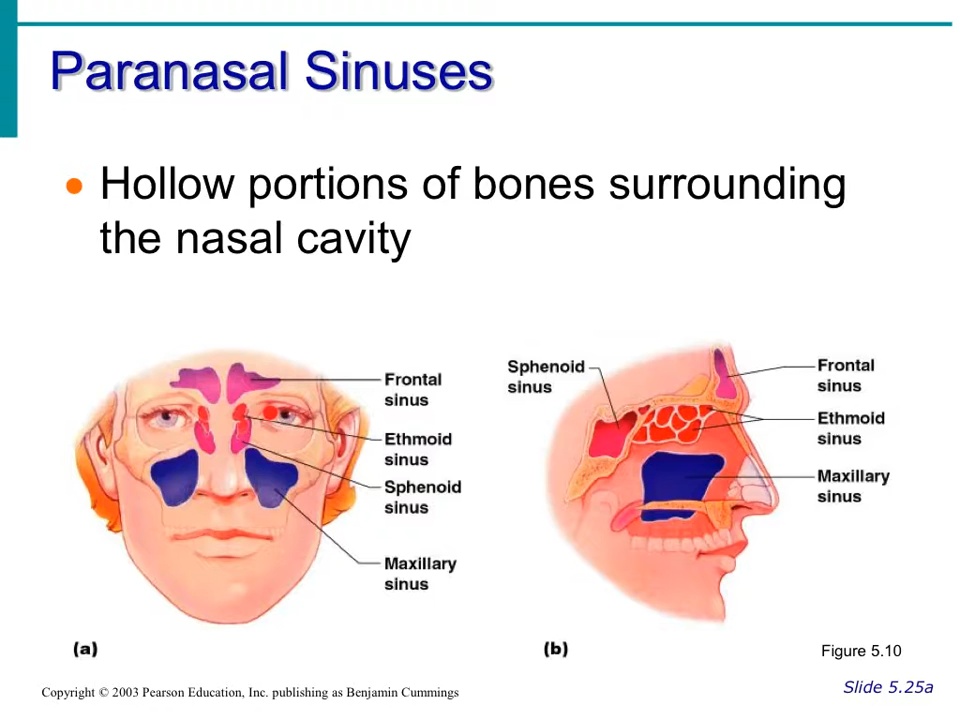 Paranasal Sinuses
• Hollow portions of bones surrounding
the nasal cavity
Frontal
sinus
Ethmoid
sinus
Sphenoid
sinus
Maxillary
sinus
(a)
Sphenoid
sinus
Frontal
sinus
Ethmoid
sinus
Maxillary
sinus
(b)
Figure 5.10
Copyright © 2003 Pearson Education, Inc. publishing as Benjamin Cummings
Slide 5.25a